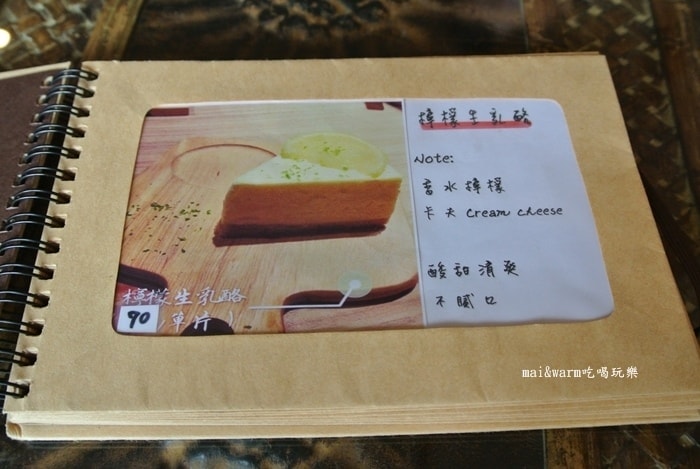 檸檬生乳酪
Note:
香水檸檬
卡夫 Cream cheese
酸甜清爽
不膩口
檸檬生乳酪
(單片)
90
mai&warm吃喝玩樂